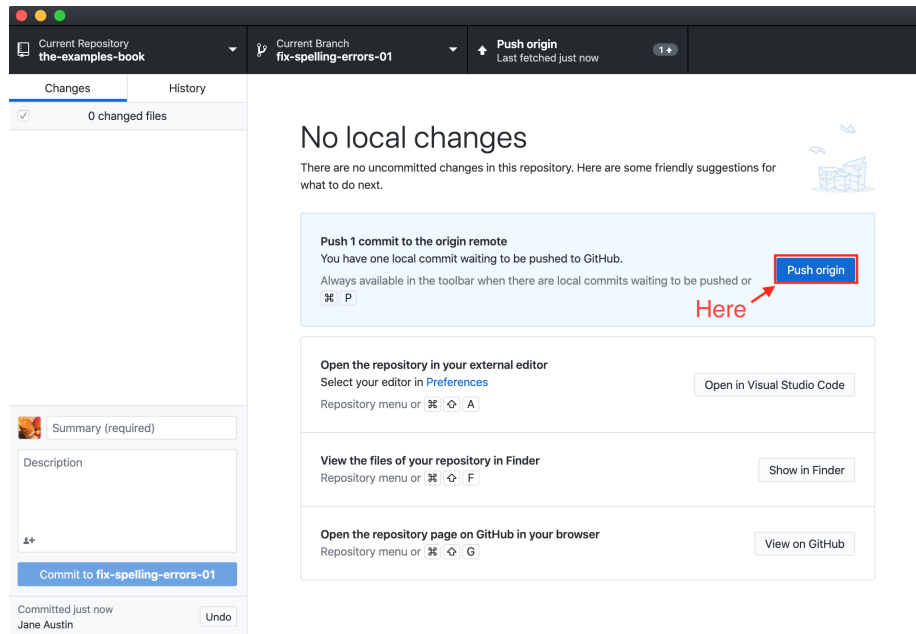 Current Repository
the-examples-book
Current Branch
fix-spelling-errors-01
Push origin
Last fetched just now
1
Changes
History
0 changed files
No local changes
There are no uncommitted changes in this repository. Here are some friendly suggestions for
what to do next.
Push 1 commit to the origin remote
You have one local commit waiting to be pushed to GitHub.
Always available in the toolbar when there are local commits waiting to be pushed or
⌘ P
Push origin
Here
Open the repository in your external editor
Select your editor in Preferences
Repository menu or ⌘ ⇧ A
Open in Visual Studio Code
View the files of your repository in Finder
Repository menu or ⌘ ⇧ F
Show in Finder
Open the repository page on GitHub in your browser
Repository menu or ⌘ ⇧ G
View on GitHub
Summary (required)
Description
Commit to fix-spelling-errors-01
Committed just now
Jane Austin
Undo